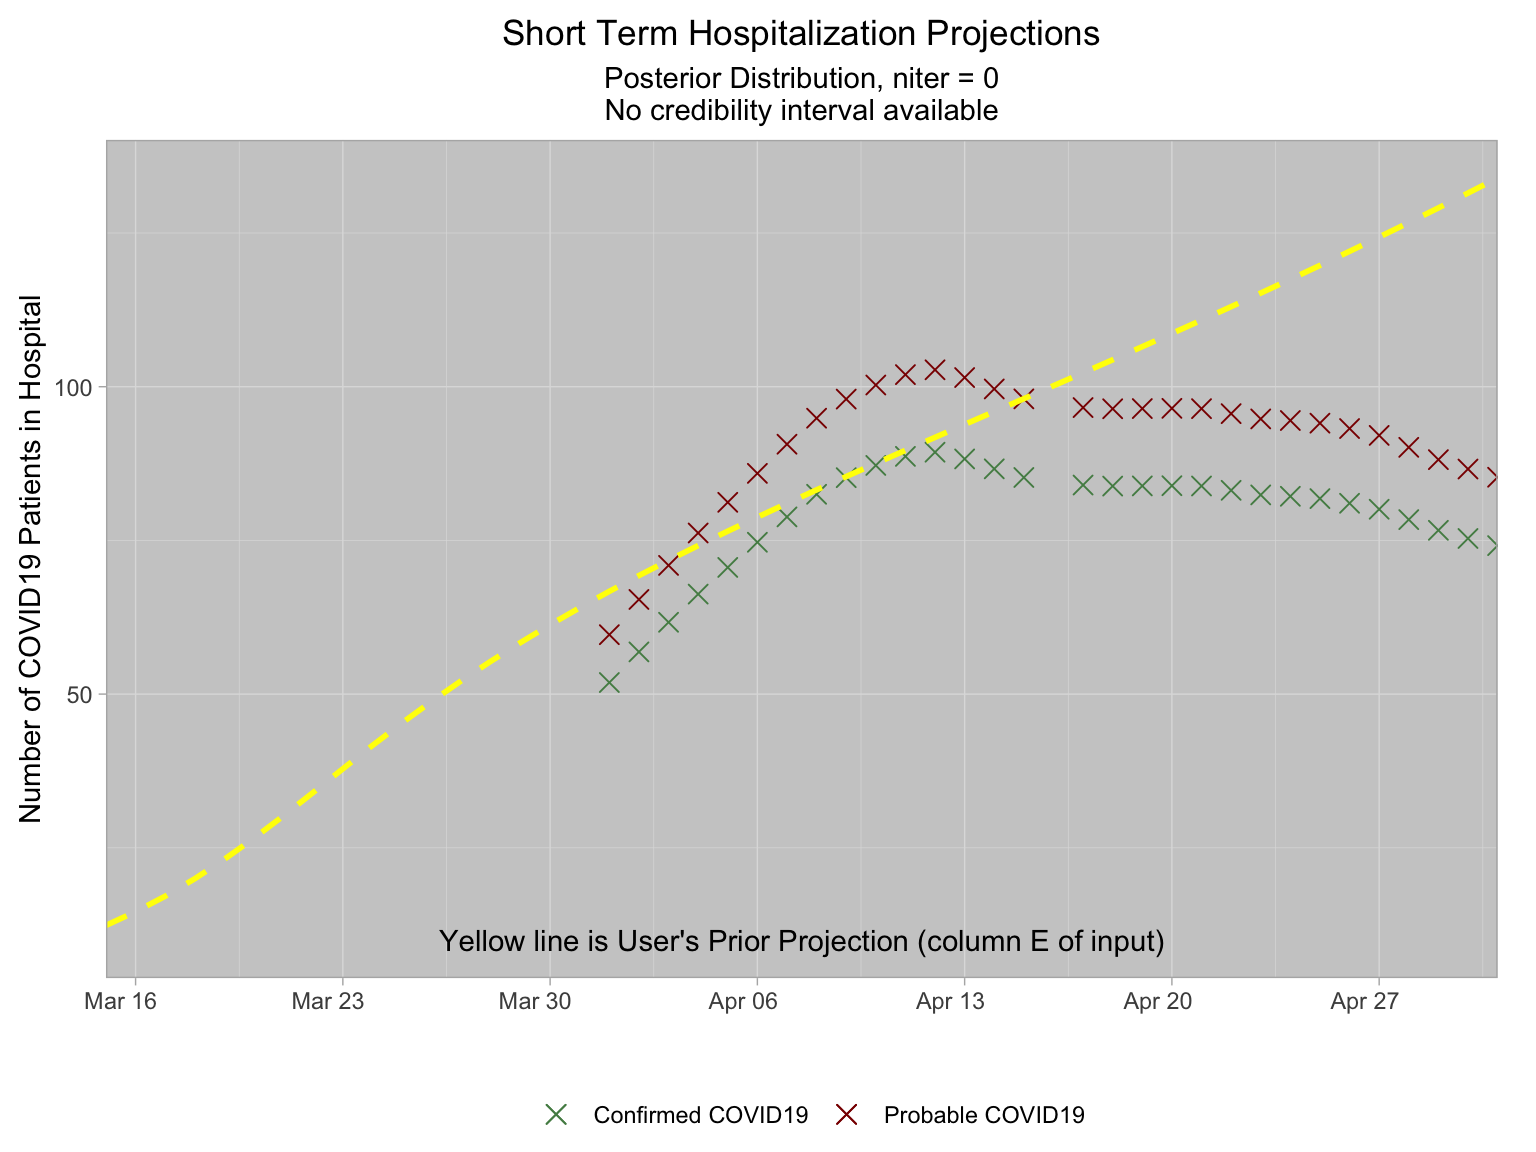 Short Term Hospitalization Projections
Posterior Distribution, niter = 0
No credibility interval available
Number of COVID19 Patients in Hospital
100
50
Yellow line is User's Prior Projection (column E of input)
Mar 16 Mar 23 Mar 30 Apr 06 Apr 13 Apr 20 Apr 27
Confirmed COVID19 Probable COVID19